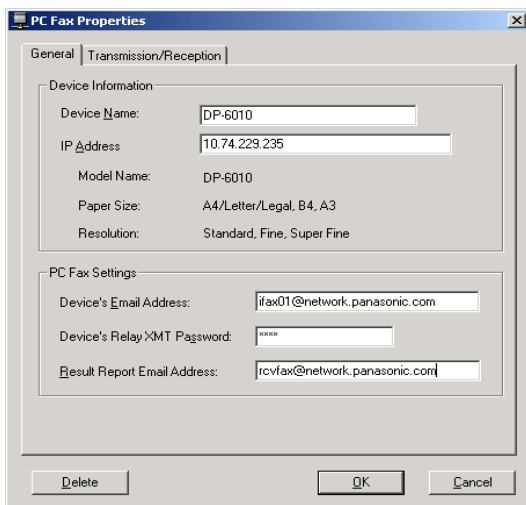 PC Fax Properties
General Transmission/Reception
Device Information
Device Name: DP-6010
IP Address 10.74.229.235
Model Name: DP-6010
Paper Size: A4/Letter/Legal, B4, A3
Resolution: Standard, Fine, Super Fine
PC Fax Settings
Device's Email Address: ifax01@network.panasonic.com
Device's Relay XMT Password: ****
Result Report Email Address: rcvfax@network.panasonic.com
Delete OK Cancel